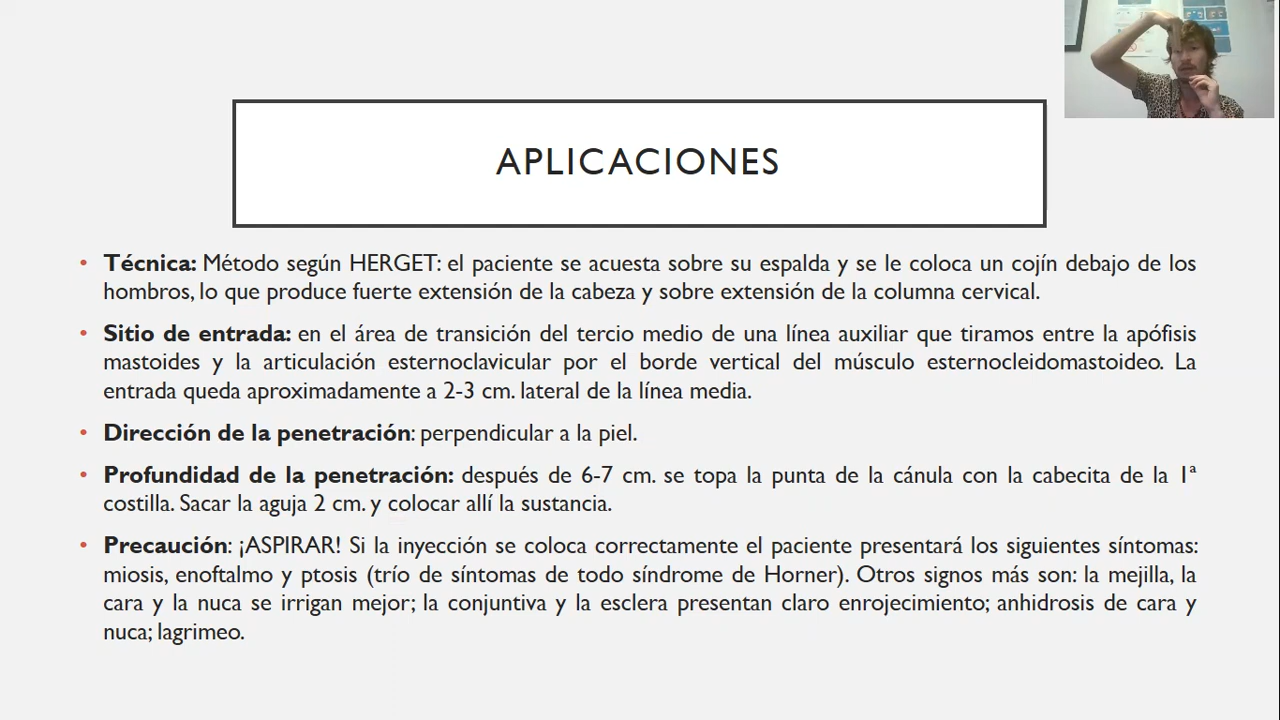 APLICACIONES
• Técnica: Método según HERGET: el paciente se acuesta sobre su espalda y se le coloca un cojín debajo de los
hombros, lo que produce fuerte extensión de la cabeza y sobre extensión de la columna cervical.
• Sitio de entrada: en el área de transición del tercio medio de una línea auxiliar que tiramos entre la apófisis
mastoides y la articulación esternoclavicular por el borde vertical del músculo esternocleidomastoideo. La
entrada queda aproximadamente a 2-3 cm. lateral de la línea media.
• Dirección de la penetración: perpendicular a la piel.
• Profundidad de la penetración: después de 6-7 cm. se topa la punta de la cánula con la cabecita de la 1ª
costilla. Sacar la aguja 2 cm. y colocar allí la sustancia.
• Precaución: ¡ASPIRAR! Si la inyección se coloca correctamente el paciente presentará los siguientes síntomas:
miosis, enoftalmo y ptosis (trío de síntomas de todo síndrome de Horner). Otros signos más son: la mejilla, la
cara y la nuca se irrigan mejor; la conjuntiva y la esclera presentan claro enrojecimiento; anhidrosis de cara y
nuca; lagrimeo.